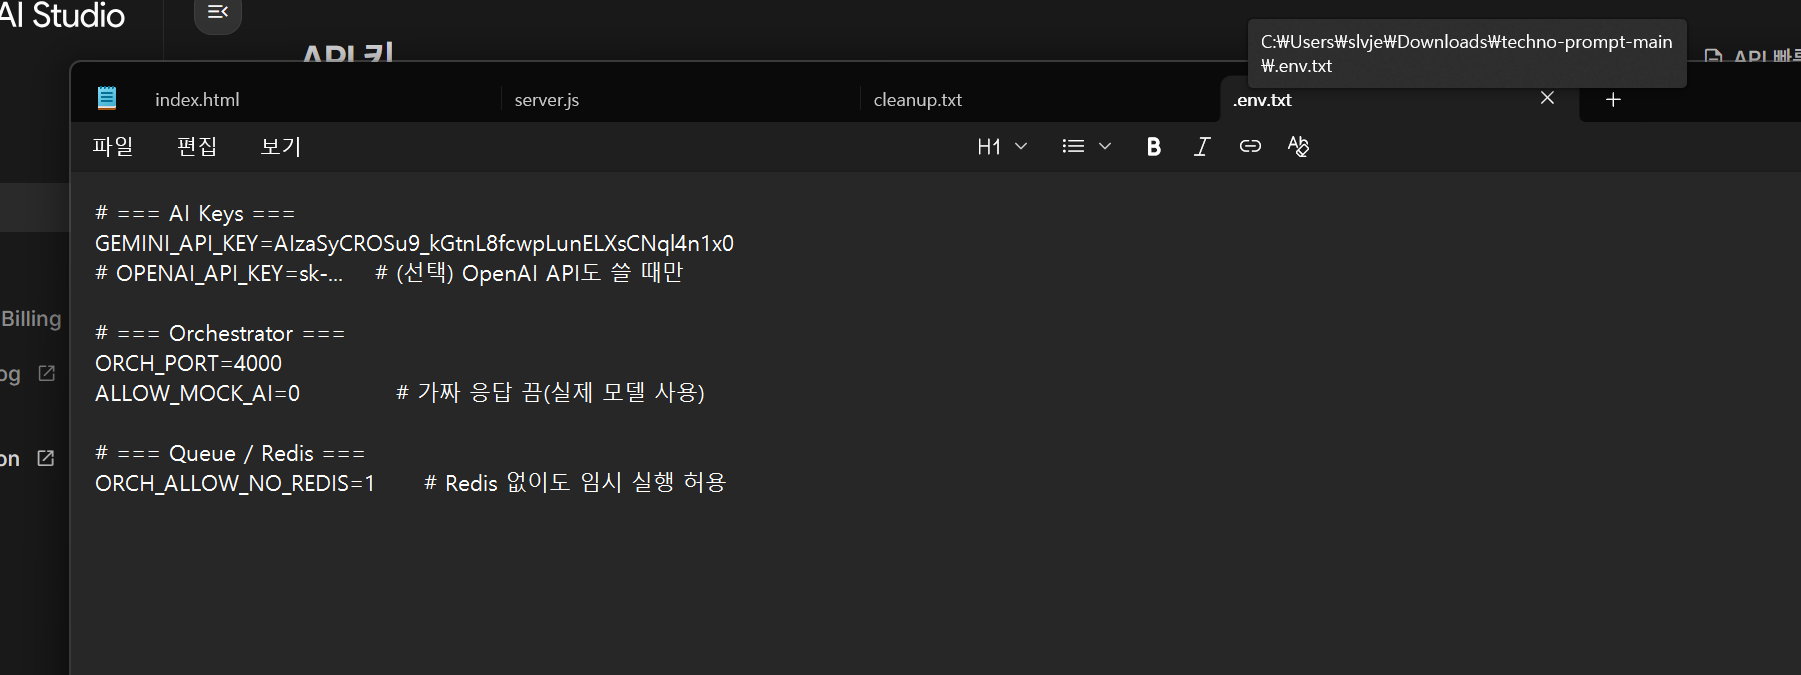 AI Studio
API 키
C:₩Users₩slvje₩Downloads₩techno-prompt-main
₩.env.txt
index.html
server.js
cleanup.txt
.env.txt
파일
편집
보기
H1
# === AI Keys ===
GEMINI_API_KEY=AIzaSyCROSu9_kGtnL8fcwpLunELXsCNql4n1x0
# OPENAI_API_KEY=sk-... # (선택) OpenAI API도 쓸 때만
# === Orchestrator ===
ORCH_PORT=4000
ALLOW_MOCK_AI=0 # 가짜 응답 끔(실제 모델 사용)
# === Queue / Redis ===
ORCH_ALLOW_NO_REDIS=1 # Redis 없이도 임시 실행 허용
Billing
og
on